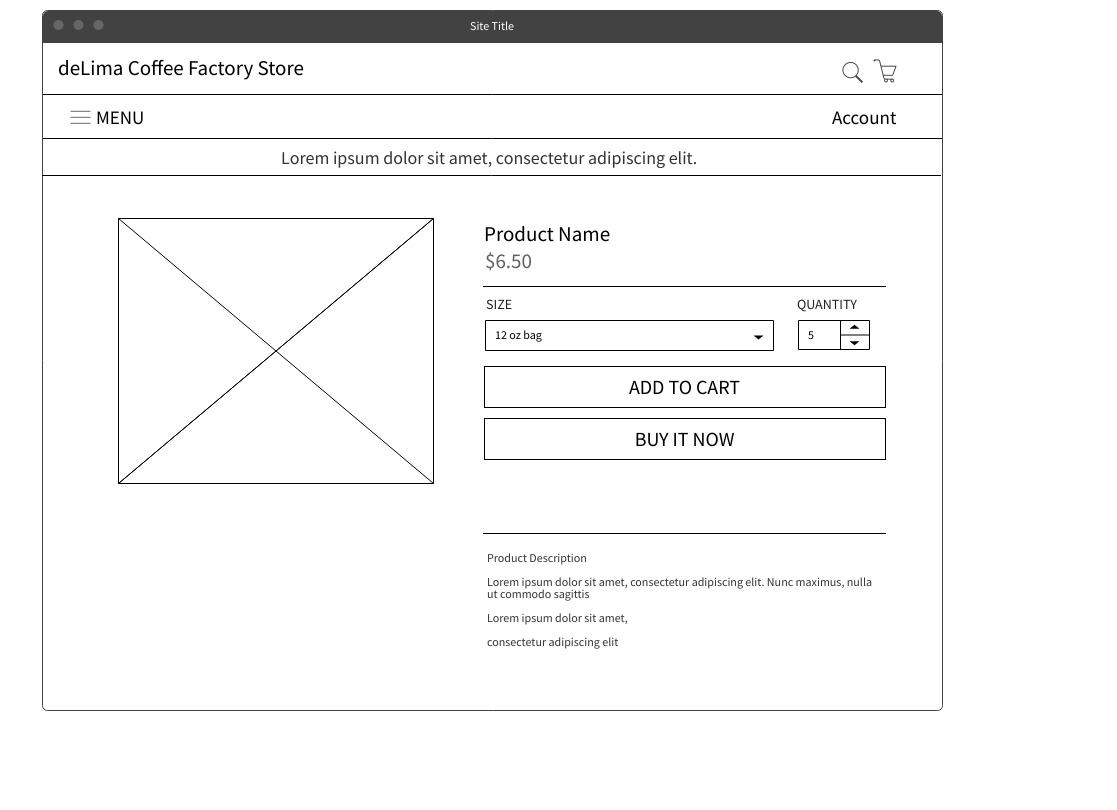 Site Title
deLima Coffee Factory Store
MENU
Account
Lorem ipsum dolor sit amet, consectetur adipiscing elit.
Product Name
$6.50
SIZE
QUANTITY
12 oz bag
5
ADD TO CART
BUY IT NOW
Product Description
Lorem ipsum dolor sit amet, consectetur adipiscing elit. Nunc maximus, nulla
ut commodo sagittis
Lorem ipsum dolor sit amet,
consectetur adipiscing elit